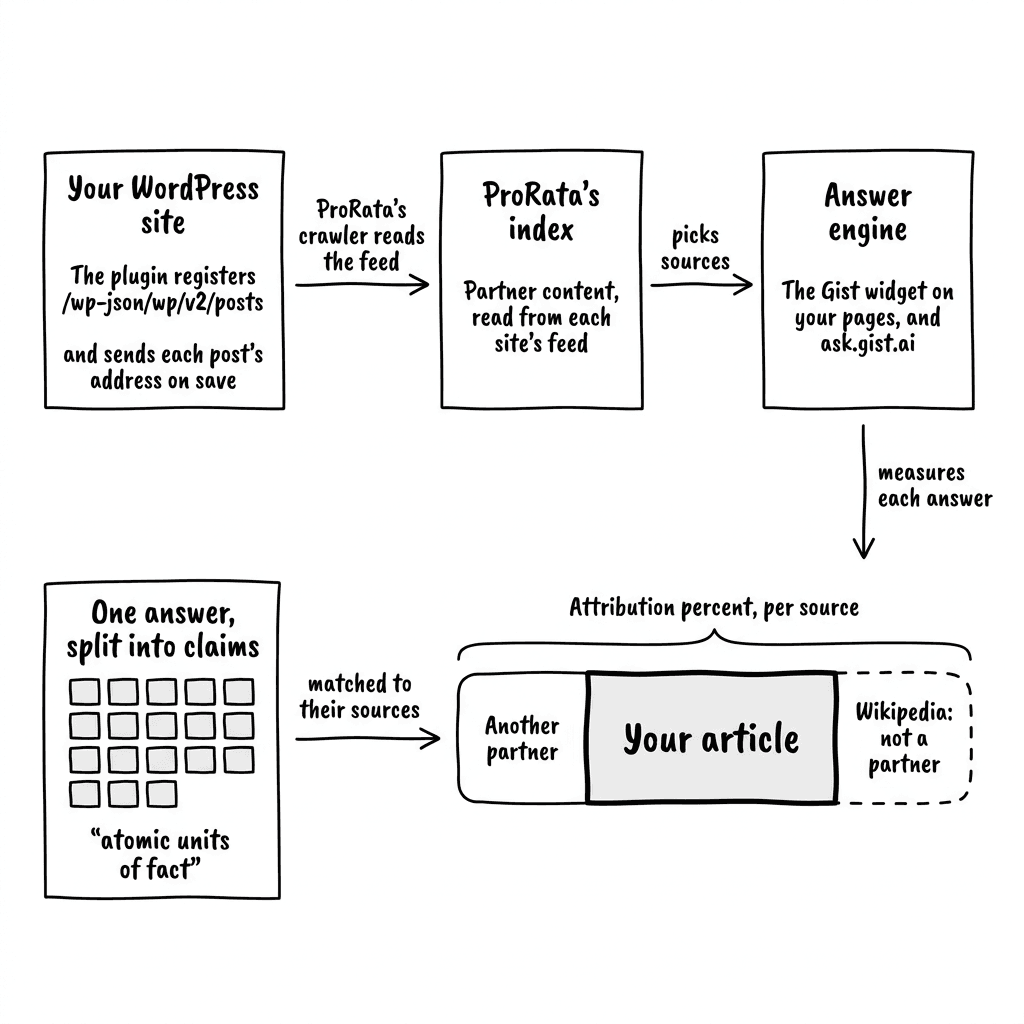 Your WordPress
site
The plugin registers
/wp-json/wp/v2/posts
and sends each post's
address on save
ProRata's
crawler reads
the feed
ProRata's
index
Partner content,
read from each
site's feed
picks
sources
Answer
engine
The Gist widget on
your pages, and
ask.gist.ai
measures
each answer
One answer,
split into claims
"atomic units
of fact"
matched to
their sources
Attribution percent, per source
Another
partner
Your article
Wikipedia:
not a
partner